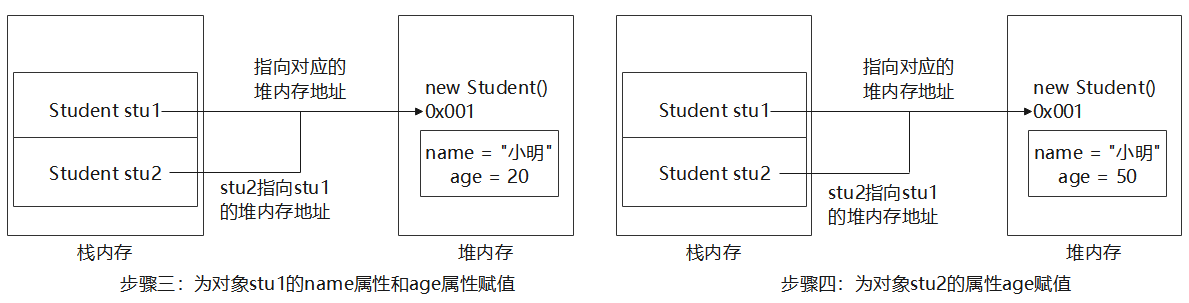 指向对应的
堆内存地址
Student stu1
Student stu2
stu2指向stu1
的堆内存地址
new Student()
0x001
name = "小明"
age = 20
栈内存
堆内存
步骤三：为对象stu1的name属性和age属性赋值
指向对应的
堆内存地址
Student stu1
Student stu2
stu2指向stu1
的堆内存地址
new Student()
0x001
name = "小明"
age = 50
栈内存
堆内存
步骤四：为对象stu2的属性age赋值